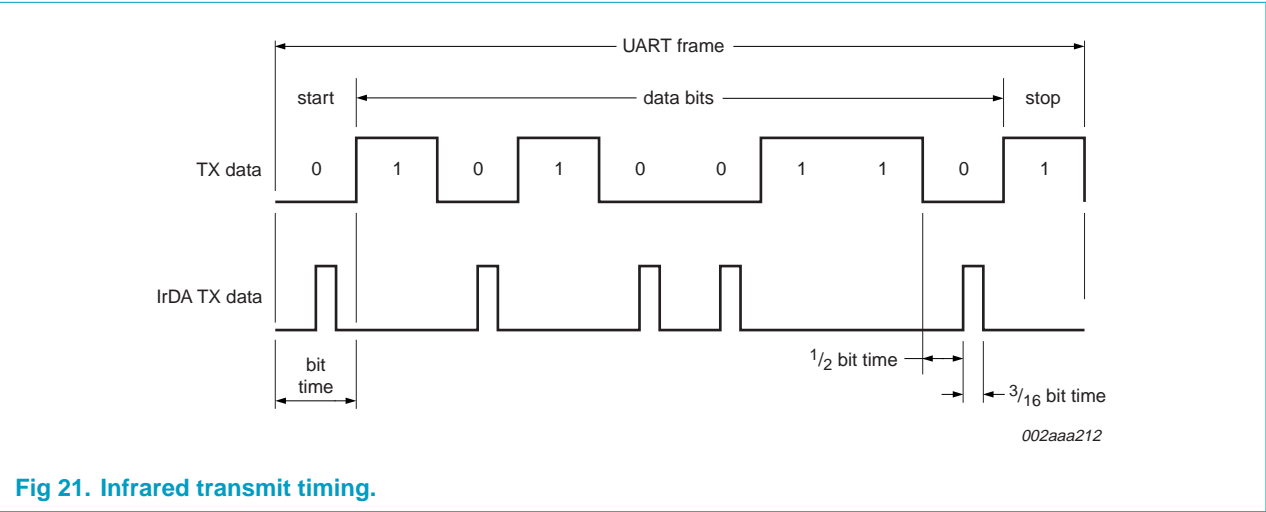 UART frame
start data bits stop
TX data 0 1 0 1 0 0 1 1 0 1
IrDA TX data
bit
time
1/2 bit time
3/16 bit time
002aaa212
Fig 21. Infrared transmit timing.